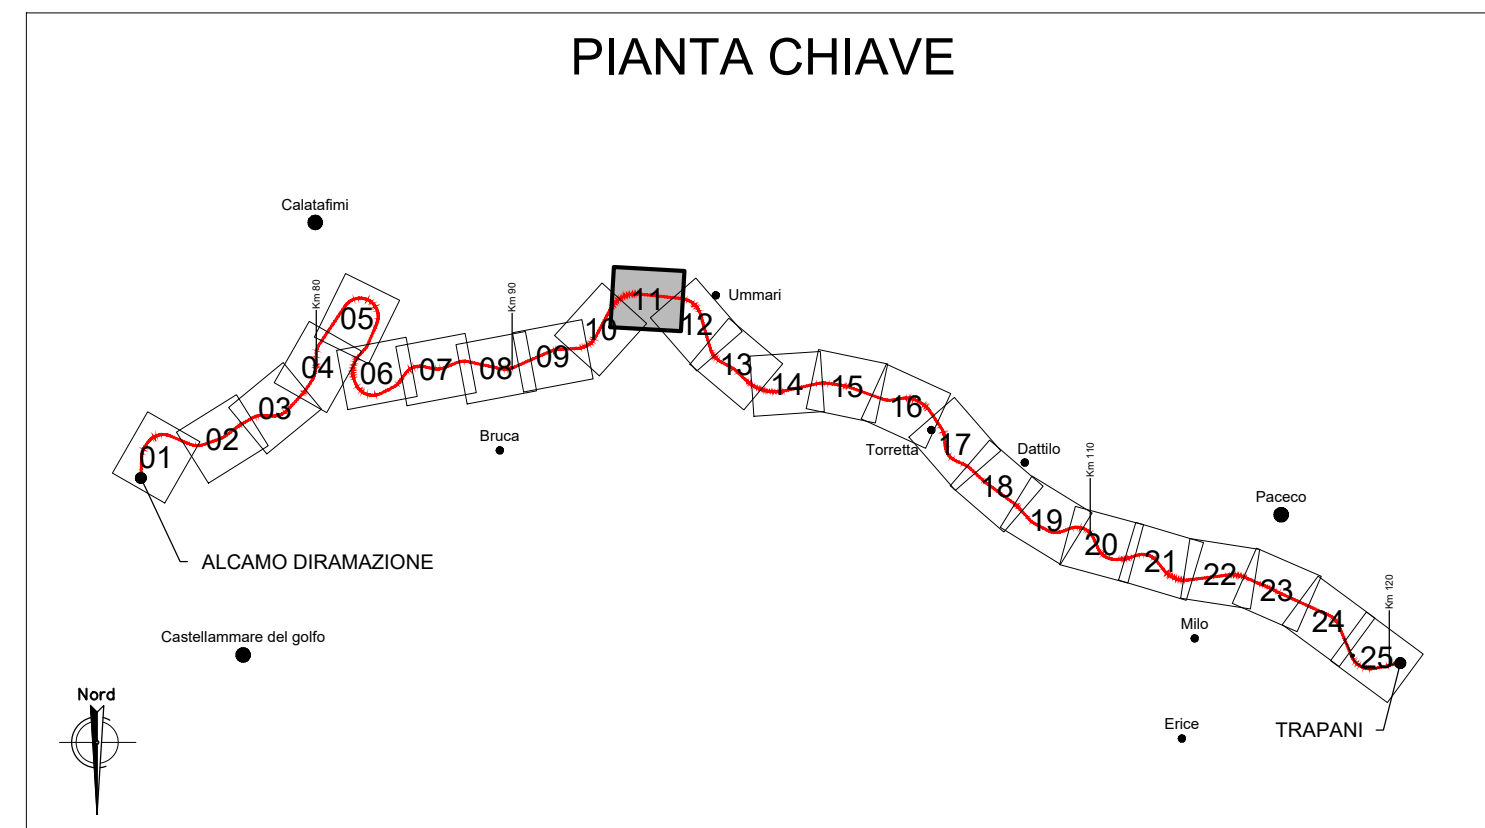 PIANTA CHIAVE
Calatafimi
Km 80
Km 90
Ummari
01
02
03
04
05
06
07
08
09
10
11
12
13
14
15
16
17
18
19
20
21
22
23
24
25
Bruca
Torretta
Dattilo
Km 110
Paceco
Km 120
ALCAMO DIRAMAZIONE
Castellammare del golfo
Milo
Erice
TRAPANI
Nord